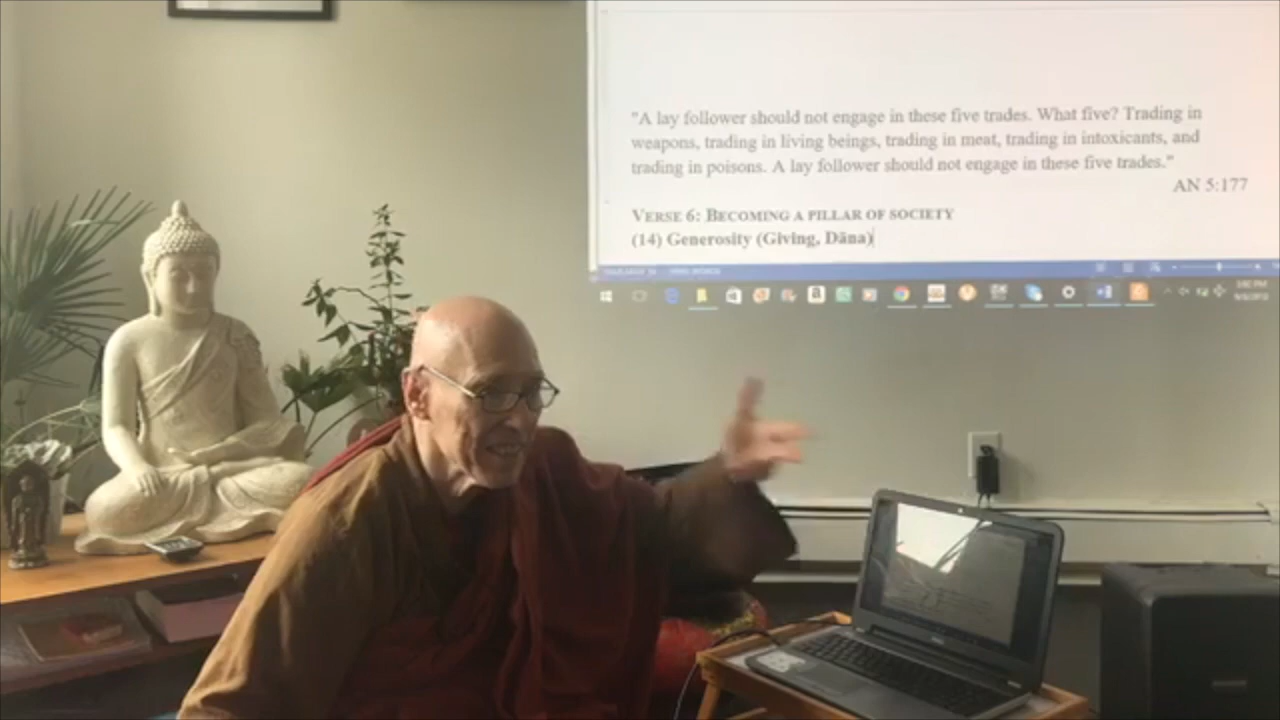 "A lay follower should not engage in these five trades. What five? Trading in
weapons, trading in living beings, trading in meat, trading in intoxicants, and
trading in poisons. A lay follower should not engage in these five trades."
AN 5:177
VERSE 6: BECOMING A PILLAR OF SOCIETY
(14) Generosity (Giving, Dāna)